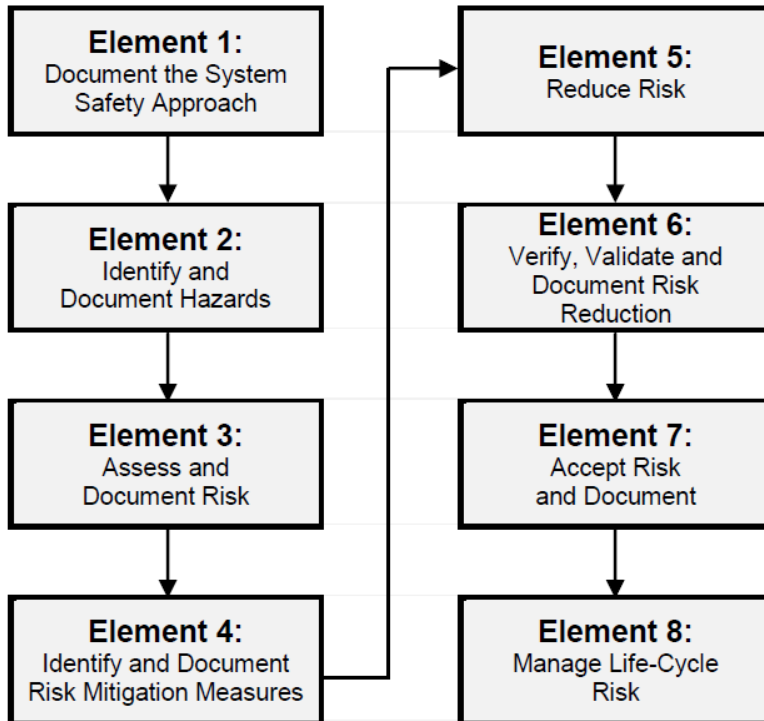 Element 1:
Document the System
Safety Approach
Element 2:
Identify and
Document Hazards
Element 3:
Assess and
Document Risk
Element 4:
Identify and Document
Risk Mitigation Measures
Element 5:
Reduce Risk
Element 6:
Verify, Validate and
Document Risk
Reduction
Element 7:
Accept Risk
and Document
Element 8:
Manage Life-Cycle
Risk